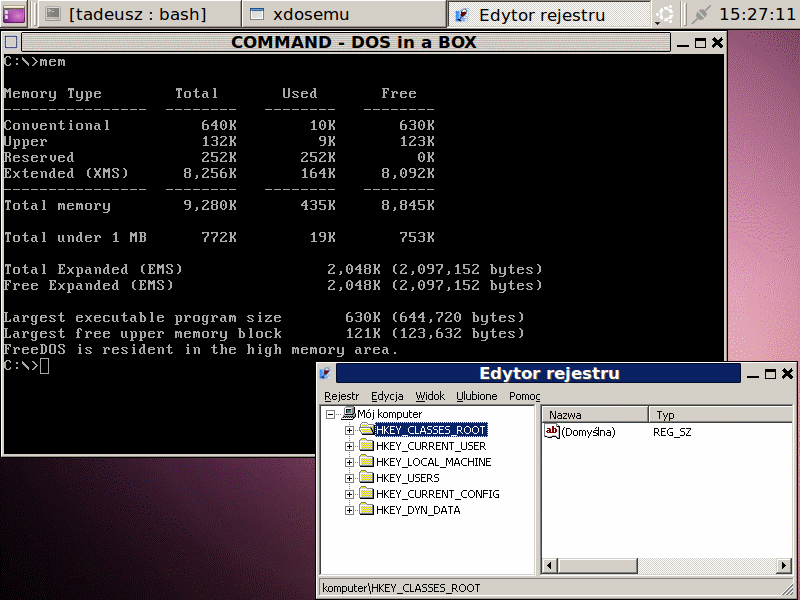 [tadeusz : bash] xdosemu Edytor rejestru 15:27:11
COMMAND - DOS in a BOX
C:\>mem
Memory Type Total Used Free
---------------- -------- -------- --------
Conventional 640K 10K 630K
Upper 132K 9K 123K
Reserved 252K 252K 0K
Extended (XMS) 8,256K 164K 8,092K
---------------- -------- -------- --------
Total memory 9,280K 435K 8,845K
Total under 1 MB 772K 19K 753K
Total Expanded (EMS) 2,048K (2,097,152 bytes)
Free Expanded (EMS) 2,048K (2,097,152 bytes)
Largest executable program size 630K (644,720 bytes)
Largest free upper memory block 121K (123,632 bytes)
FreeDOS is resident in the high memory area.
C:\>
Edytor rejestru
Rejestr Edycja Widok Ulubione Pomoc
Mój komputer
HKEY_CLASSES_ROOT
HKEY_CURRENT_USER
HKEY_LOCAL_MACHINE
HKEY_USERS
HKEY_CURRENT_CONFIG
HKEY_DYN_DATA
Nazwa Typ
ab (Domyślna) REG_SZ
komputer\HKEY_CLASSES_ROOT